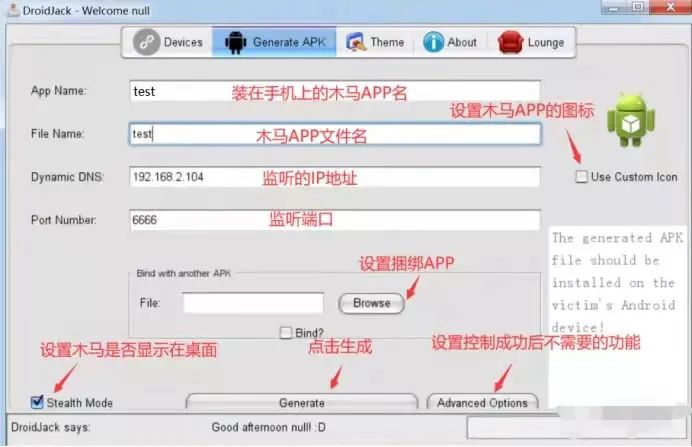 DroidJack - Welcome null
Devices
Generate APK
Theme
About
Lounge
App Name:
test
装在手机上的木马APP名
设置木马APP的图标
File Name:
test
木马APP文件名
Dynamic DNS:
192.168.2.104
监听的IP地址
Use Custom Icon
Port Number:
6666
监听端口
The generated APK
file should be
installed on the
victim's Android
device!
设置捆绑APP
Bind with another APK
File:
Browse
Bind?
设置木马是否显示在桌面
点击生成
设置控制成功后不需要的功能
Stealth Mode
Generate
Advanced Options
DroidJack says:
Good afternoon null! :D